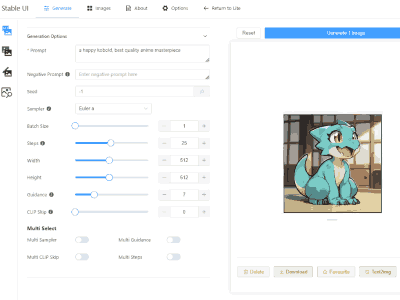 Stable UI
Generate
Images
About
Options
Return to Lite
Generation Options
* Prompt
a happy kobold, best quality anime masterpiece
Negative Prompt
Enter negative prompt here
Seed
Sampler
Euler a
Batch Size
1
Steps
25
Width
512
Height
512
Guidance
7
CLIP Skip
Multi Select
Multi Sampler
Multi Guidance
Multi CLIP Skip
Multi Steps
Reset
Generate 1 image
Delete
Download
Favourite
Text2Img